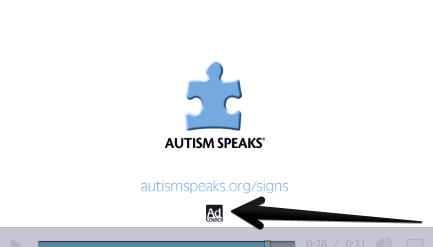 AUTISM SPEAKS®
autismspeaks.org/signs
Ad
COUNCIL
0:28 / 0:31